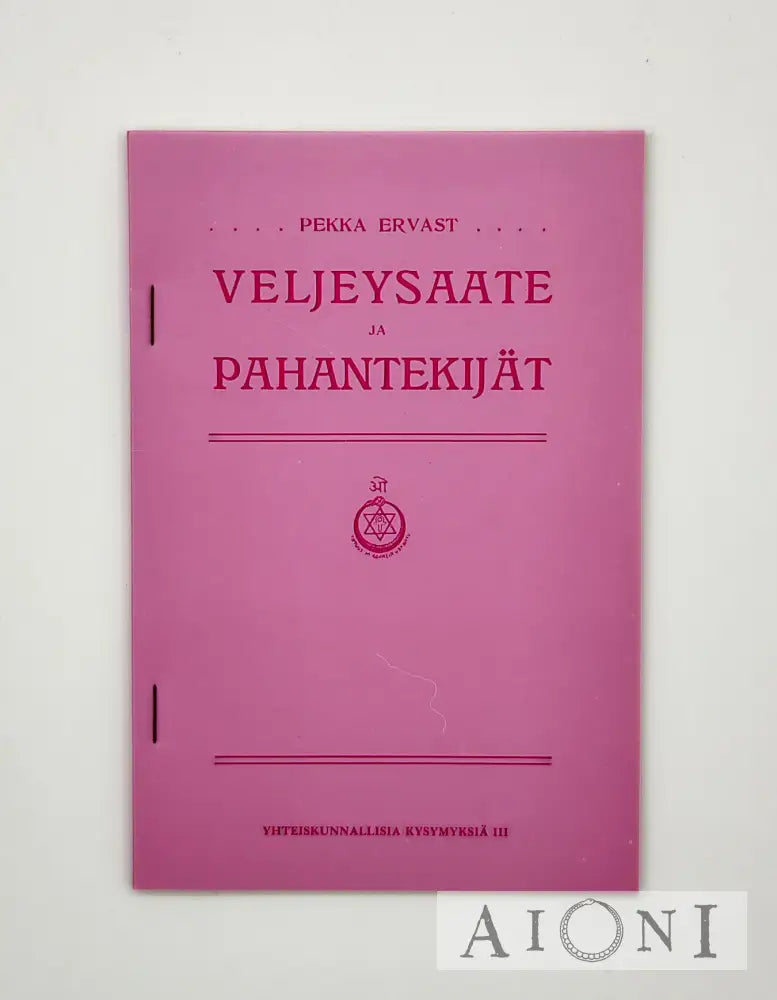 . . . . PEKKA ERVAST . . . .
VELJEYSAATE
JA
PAHANTEKIJÄT
ओं
YHTEISKUNNALLISIA KYSYMYKSIÄ III
AIONI